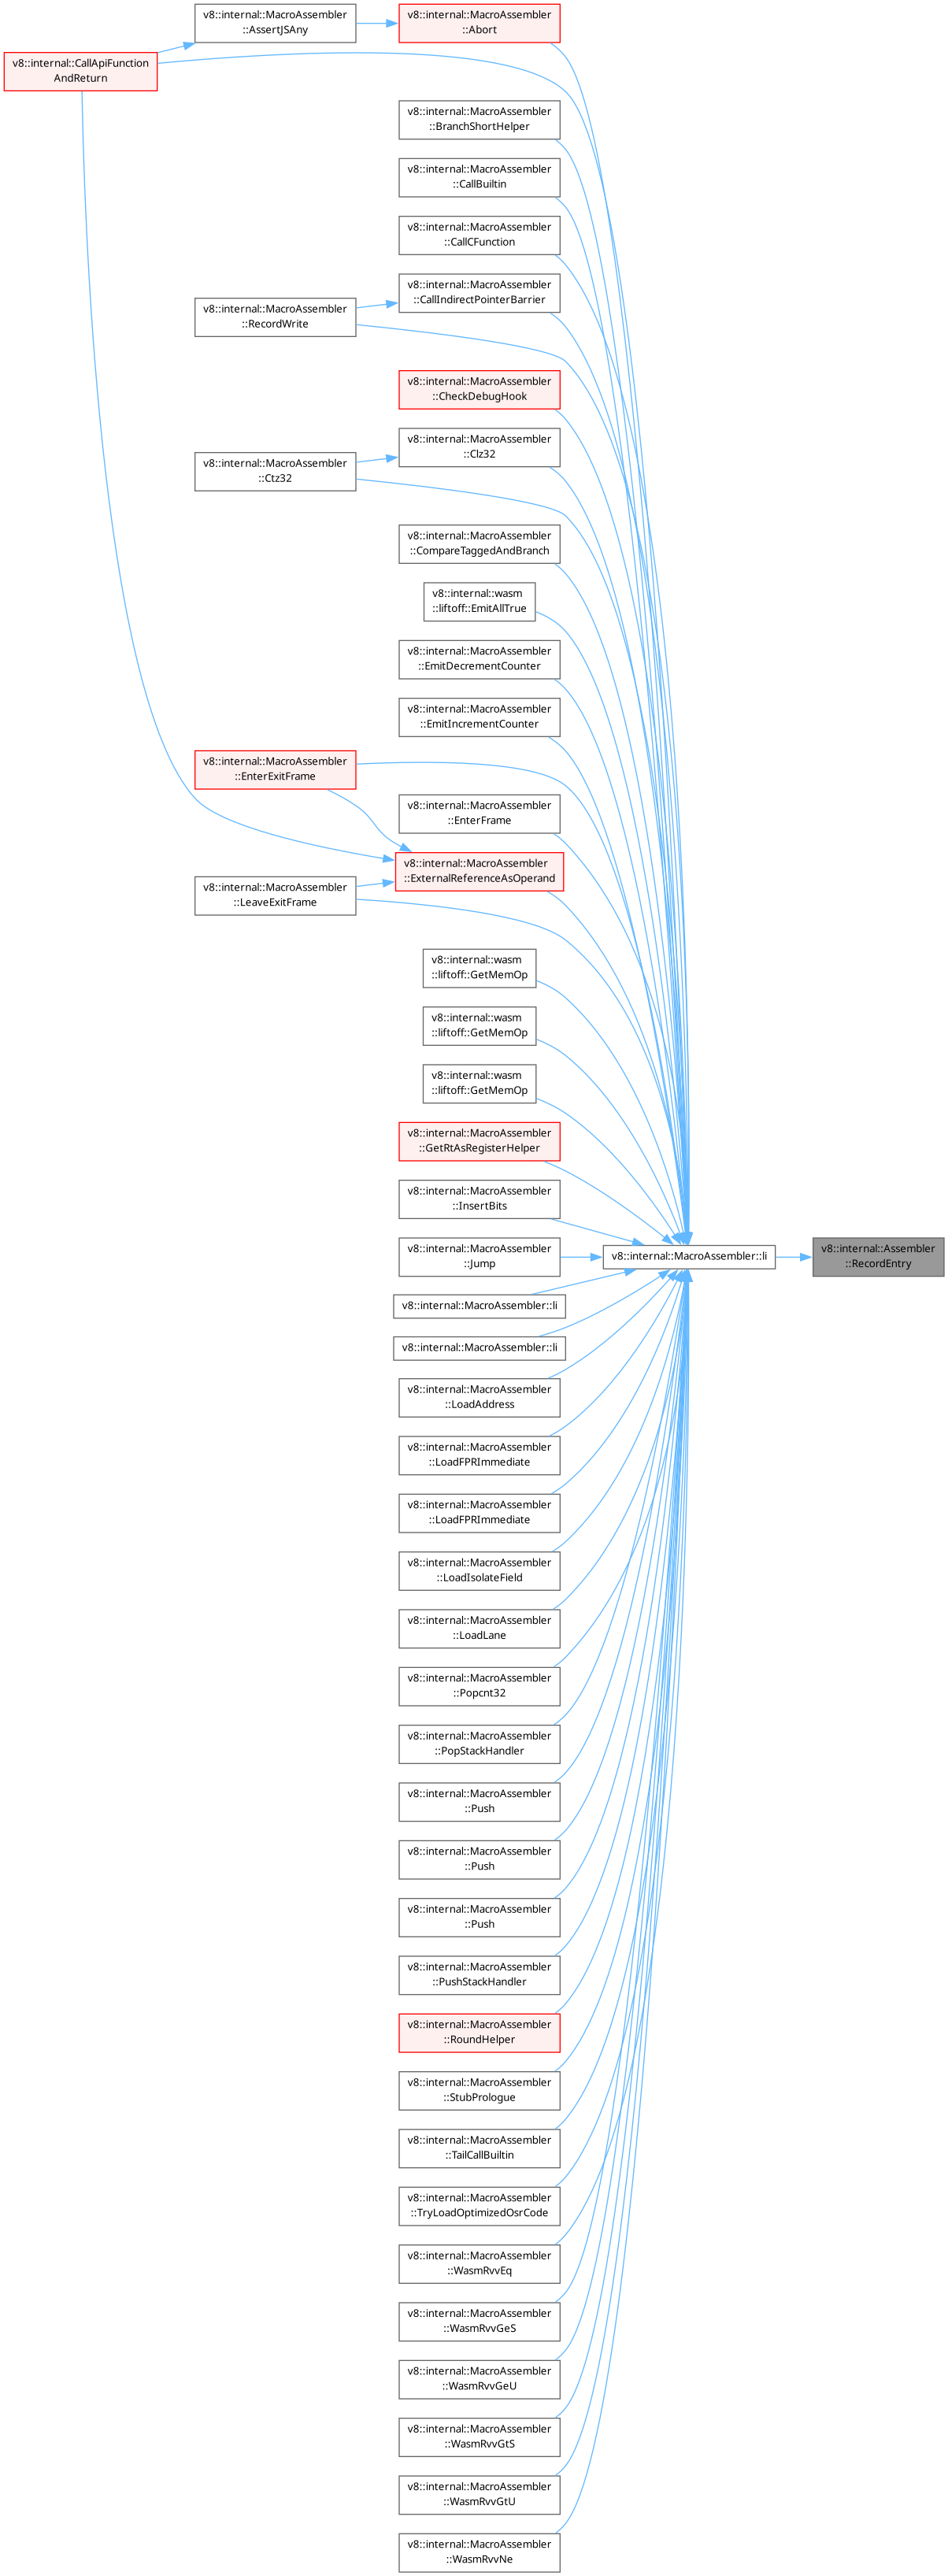 v8::internal::MacroAssembler
::AssertJSAny
v8::internal::MacroAssembler
::Abort
v8::internal::CallApiFunction
AndReturn
v8::internal::MacroAssembler
::BranchShortHelper
v8::internal::MacroAssembler
::CallBuiltin
v8::internal::MacroAssembler
::CallCFunction
v8::internal::MacroAssembler
::CallIndirectPointerBarrier
v8::internal::MacroAssembler
::RecordWrite
v8::internal::MacroAssembler
::CheckDebugHook
v8::internal::MacroAssembler
::Clz32
v8::internal::MacroAssembler
::Ctz32
v8::internal::MacroAssembler
::CompareTaggedAndBranch
v8::internal::wasm
::liftoff::EmitAllTrue
v8::internal::MacroAssembler
::EmitDecrementCounter
v8::internal::MacroAssembler
::EmitIncrementCounter
v8::internal::MacroAssembler
::EnterExitFrame
v8::internal::MacroAssembler
::EnterFrame
v8::internal::MacroAssembler
::ExternalReferenceAsOperand
v8::internal::MacroAssembler
::LeaveExitFrame
v8::internal::wasm
::liftoff::GetMemOp
v8::internal::wasm
::liftoff::GetMemOp
v8::internal::wasm
::liftoff::GetMemOp
v8::internal::MacroAssembler
::GetRtAsRegisterHelper
v8::internal::MacroAssembler
::InsertBits
v8::internal::MacroAssembler
::Jump
v8::internal::MacroAssembler::li
v8::internal::Assembler
::RecordEntry
v8::internal::MacroAssembler::li
v8::internal::MacroAssembler::li
v8::internal::MacroAssembler
::LoadAddress
v8::internal::MacroAssembler
::LoadFPRImmediate
v8::internal::MacroAssembler
::LoadFPRImmediate
v8::internal::MacroAssembler
::LoadIsolateField
v8::internal::MacroAssembler
::LoadLane
v8::internal::MacroAssembler
::Popcnt32
v8::internal::MacroAssembler
::PopStackHandler
v8::internal::MacroAssembler
::Push
v8::internal::MacroAssembler
::Push
v8::internal::MacroAssembler
::Push
v8::internal::MacroAssembler
::PushStackHandler
v8::internal::MacroAssembler
::RoundHelper
v8::internal::MacroAssembler
::StubPrologue
v8::internal::MacroAssembler
::TailCallBuiltin
v8::internal::MacroAssembler
::TryLoadOptimizedOsrCode
v8::internal::MacroAssembler
::WasmRvvEq
v8::internal::MacroAssembler
::WasmRvvGeS
v8::internal::MacroAssembler
::WasmRvvGeU
v8::internal::MacroAssembler
::WasmRvvGtS
v8::internal::MacroAssembler
::WasmRvvGtU
v8::internal::MacroAssembler
::WasmRvvNe